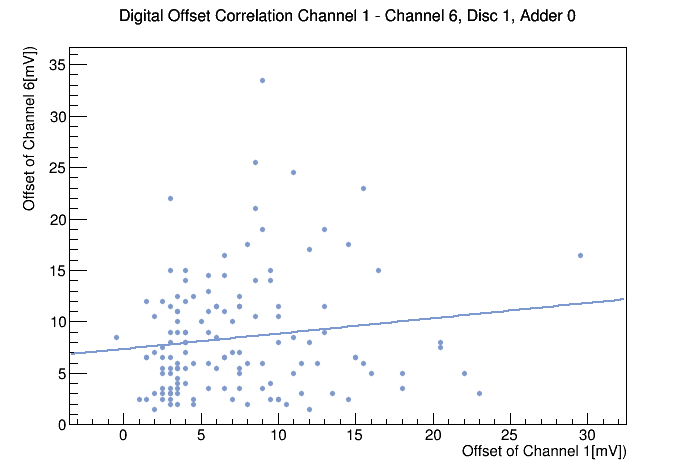 Digital Offset Correlation Channel 1 - Channel 6, Disc 1, Adder 0
Offset of Channel 6[mV])
35
30
25
20
15
10
5
0
0 5 10 15 20 25 30
Offset of Channel 1[mV])